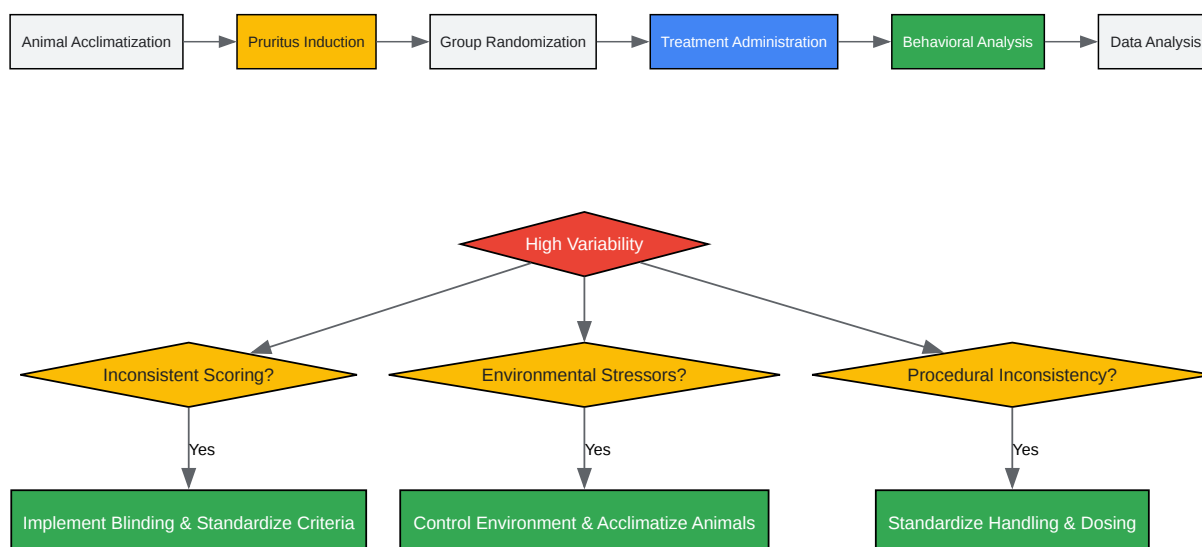 Animal Acclimatization
Pruritus Induction
Group Randomization
Treatment Administration
Behavioral Analysis
Data Analysis
High Variability
Inconsistent Scoring?
Environmental Stressors?
Procedural Inconsistency?
Yes
Yes
Yes
Implement Blinding & Standardize Criteria
Control Environment & Acclimatize Animals
Standardize Handling & Dosing